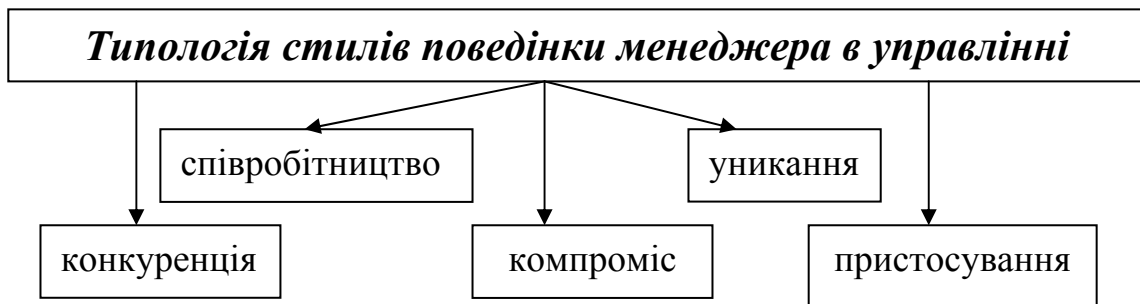 Типологія стилів поведінки менеджера в управлінні
співробітництво
уникання
конкуренція
компроміс
пристосування